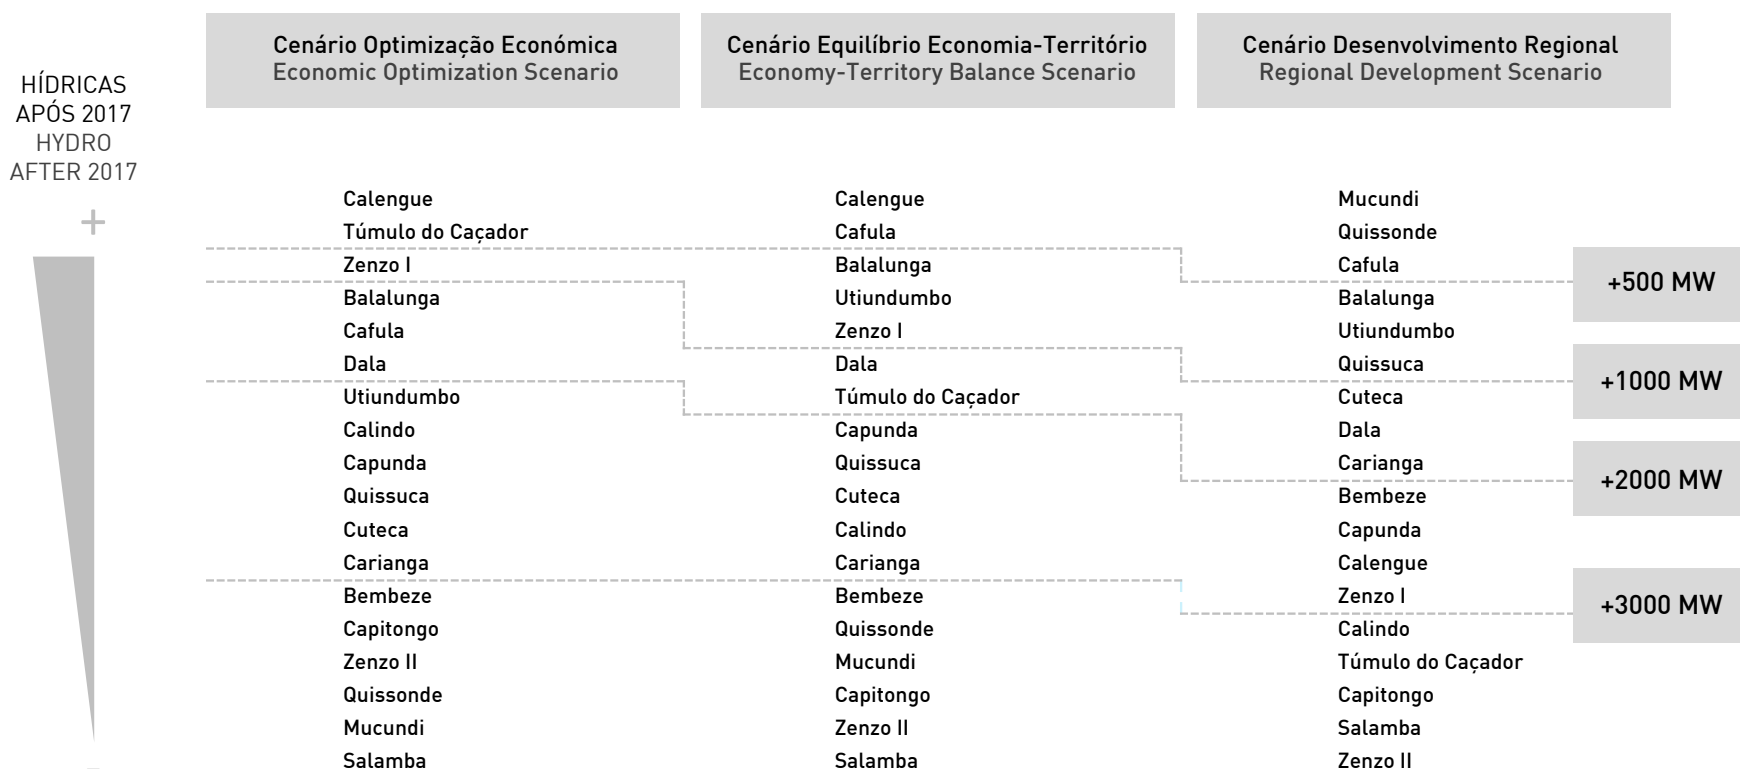 Cenário Optimização Económica
Economic Optimization Scenario
Cenário Equilíbrio Economia-Território
Economy-Territory Balance Scenario
Cenário Desenvolvimento Regional
Regional Development Scenario
HÍDRICAS
APÓS 2017
HYDRO
AFTER 2017
+
Calengue
Túmulo do Caçador
Zenzo I
Balalunga
Cafula
Dala
Utiundumbo
Calindo
Capunda
Quissuca
Cuteca
Carianga
Bembeze
Capitongo
Zenzo II
Quissonde
Mucundi
Salamba
Calengue
Cafula
Balalunga
Utiundumbo
Zenzo I
Dala
Túmulo do Caçador
Capunda
Quissuca
Cuteca
Calindo
Carianga
Bembeze
Quissonde
Mucundi
Capitongo
Zenzo II
Salamba
Mucundi
Quissonde
Cafula
Balalunga
Utiundumbo
Quissuca
Cuteca
Dala
Carianga
Bembeze
Capunda
Calengue
Zenzo I
Calindo
Túmulo do Caçador
Capitongo
Salamba
Zenzo II
+500 MW
+1000 MW
+2000 MW
+3000 MW